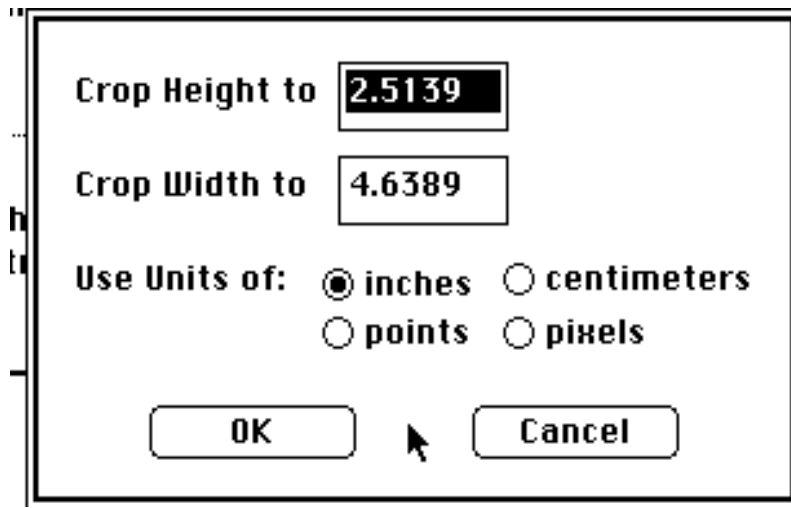 Crop Height to 2.5139
Crop Width to 4.6389
Use Units of: inches centimeters
points pixels
OK Cancel